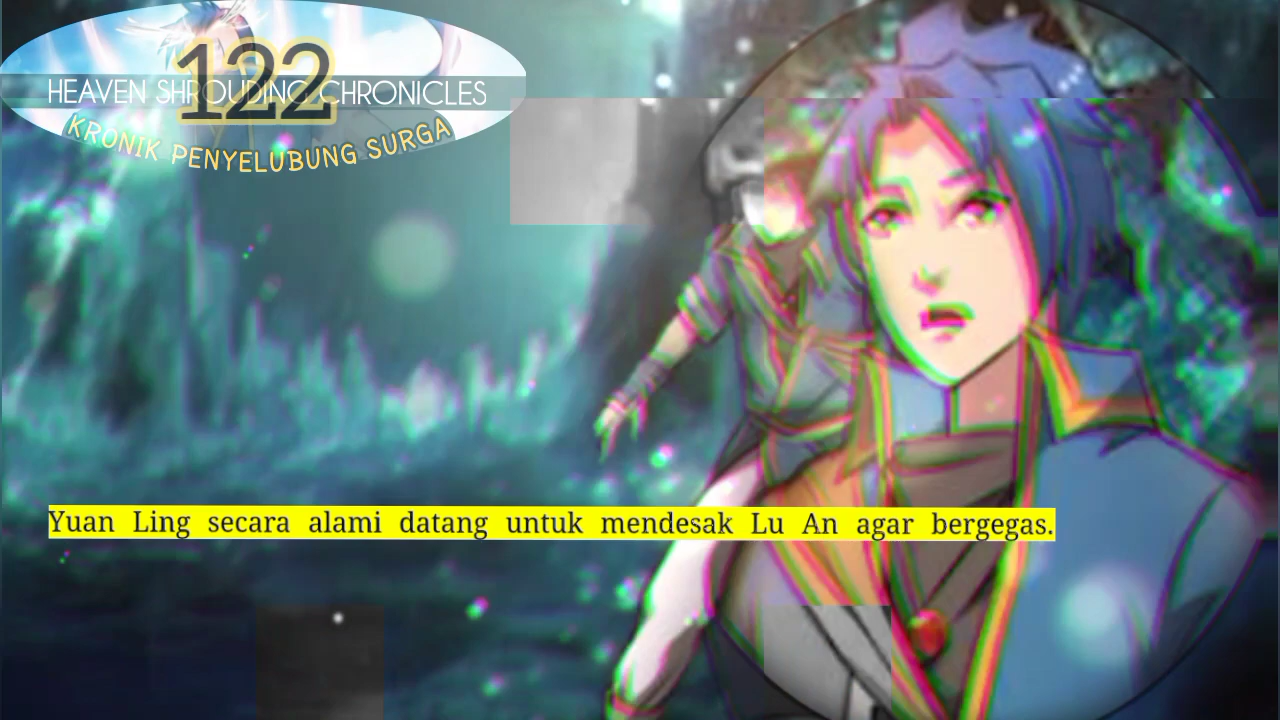 122
HEAVEN SHROUDING CHRONICLES
KRONIK PENYELUBUNG SURGA
Yuan Ling secara alami datang untuk mendesak Lu An agar bergegas.